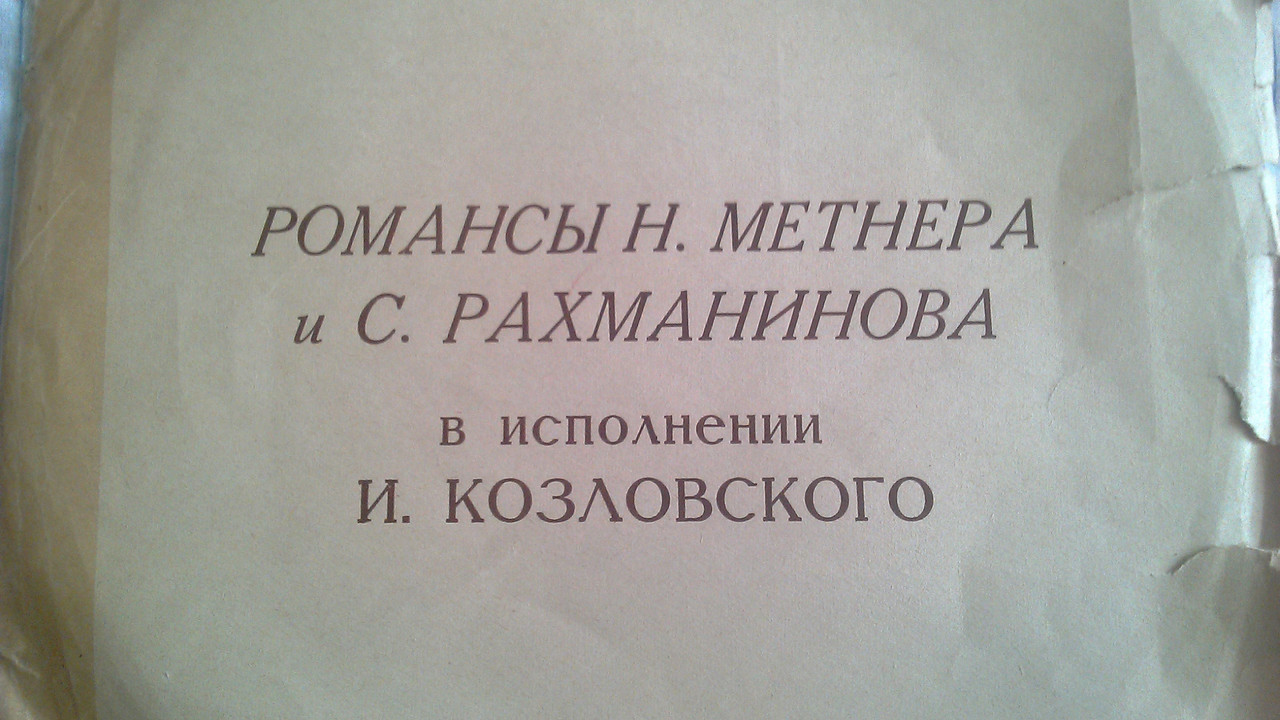 РОМАНСЫ Н. МЕТНЕРА
и С. РАХМАНИНОВА
в исполнении
И. КОЗЛОВСКОГО